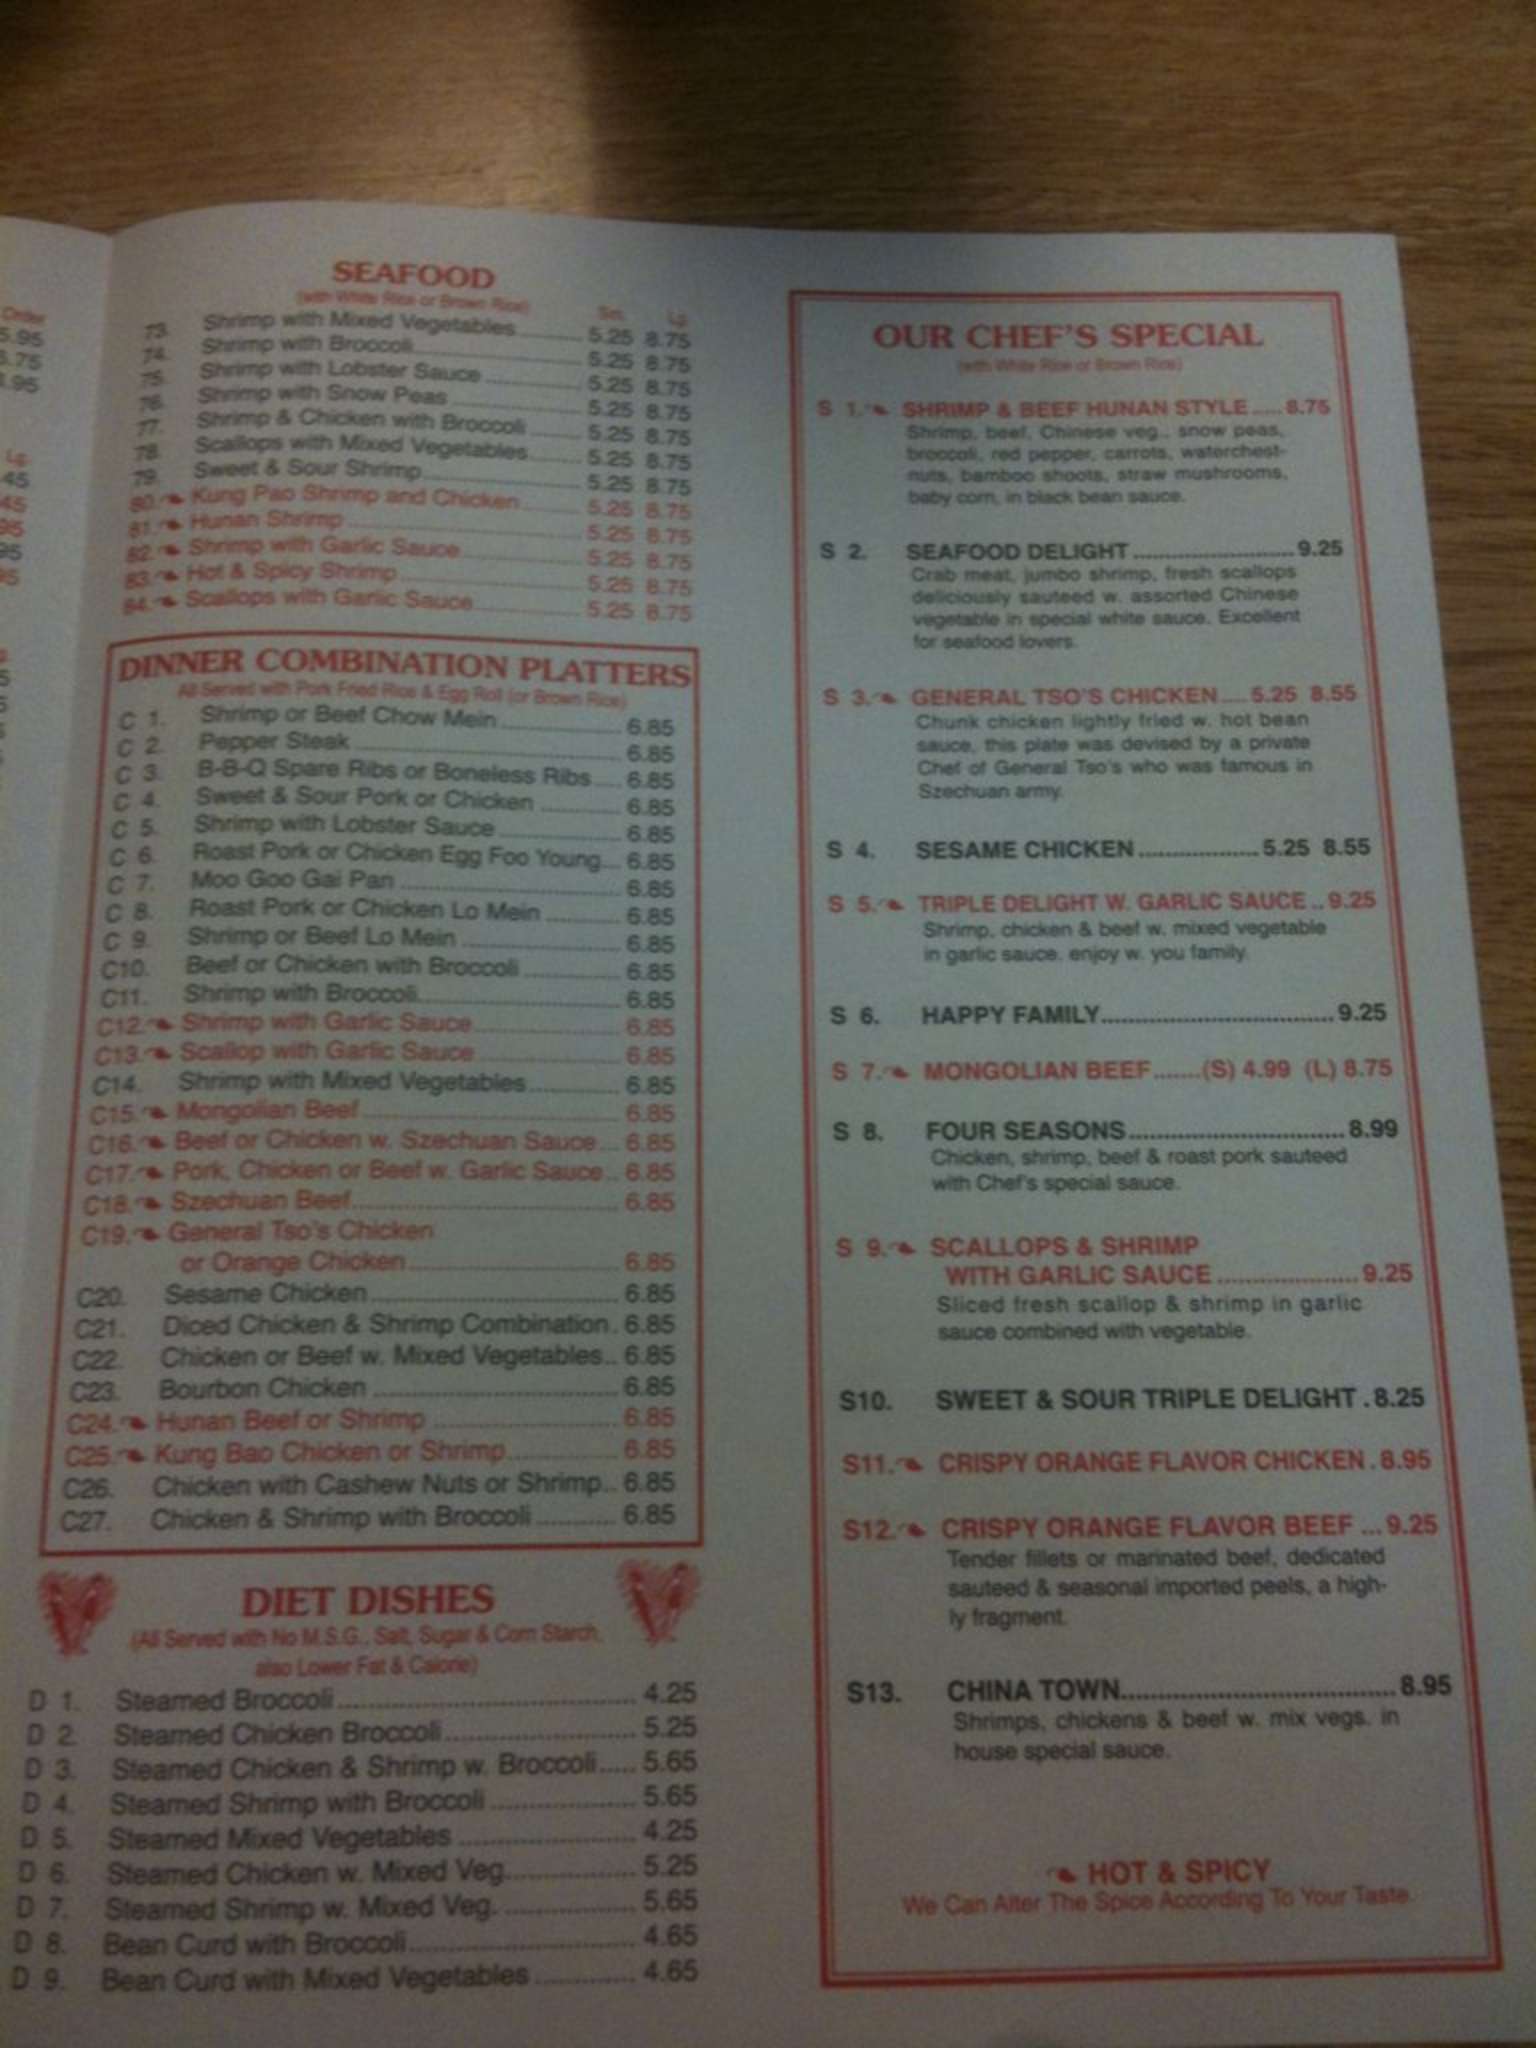 Order
5.95
.95
Lg
45
45
95
95
95
SEAFOOD
(with White Rice or Brown Rice)
Sm. Lg.
73. Shrimp with Mixed Vegetables 5.25 8.75
74. Shrimp with Broccoli 5.25 8.75
75. Shrimp with Lobster Sauce 5.25 8.75
76. Shrimp with Snow Peas 5.25 8.75
77. Shrimp & Chicken with Broccoli 5.25 8.75
78. Scallops with Mixed Vegetables 5.25 8.75
79. Sweet & Sour Shrimp 5.25 8.75
80. Kung Pao Shrimp and Chicken 5.25 8.75
81. Hunan Shrimp 5.25 8.75
82. Shrimp with Garlic Sauce 5.25 8.75
83. Hot & Spicy Shrimp 5.25 8.75
84. Scallops with Garlic Sauce 5.25 8.75
DINNER COMBINATION PLATTERS
All Served with Pork Fried Rice & Egg Roll (or Brown Rice)
C 1. Shrimp or Beef Chow Mein 6.85
C 2. Pepper Steak 6.85
C 3. B-B-Q Spare Ribs or Boneless Ribs 6.85
C 4. Sweet & Sour Pork or Chicken 6.85
C 5. Shrimp with Lobster Sauce 6.85
C 6. Roast Pork or Chicken Egg Foo Young 6.85
C 7. Moo Goo Gai Pan 6.85
C 8. Roast Pork or Chicken Lo Mein 6.85
C 9. Shrimp or Beef Lo Mein 6.85
C10. Beef or Chicken with Broccoli 6.85
C11. Shrimp with Broccoli 6.85
C12. Shrimp with Garlic Sauce 6.85
C13. Scallop with Garlic Sauce 6.85
C14. Shrimp with Mixed Vegetables 6.85
C15. Mongolian Beef 6.85
C16. Beef or Chicken w. Szechuan Sauce 6.85
C17. Pork, Chicken or Beef w. Garlic Sauce 6.85
C18. Szechuan Beef 6.85
C19. General Tso's Chicken
or Orange Chicken 6.85
C20. Sesame Chicken 6.85
C21. Diced Chicken & Shrimp Combination 6.85
C22. Chicken or Beef w. Mixed Vegetables 6.85
C23. Bourbon Chicken 6.85
C24. Hunan Beef or Shrimp 6.85
C25. Kung Bao Chicken or Shrimp 6.85
C26. Chicken with Cashew Nuts or Shrimp 6.85
C27. Chicken & Shrimp with Broccoli 6.85
DIET DISHES
(All Served with No M.S.G., Salt, Sugar & Corn Starch,
also Lower Fat & Calorie)
D 1. Steamed Broccoli 4.25
D 2. Steamed Chicken Broccoli 5.25
D 3. Steamed Chicken & Shrimp w. Broccoli 5.65
D 4. Steamed Shrimp with Broccoli 5.65
D 5. Steamed Mixed Vegetables 4.25
D 6. Steamed Chicken w. Mixed Veg. 5.25
D 7. Steamed Shrimp w. Mixed Veg. 5.65
D 8. Bean Curd with Broccoli 4.65
D 9. Bean Curd with Mixed Vegetables 4.65
OUR CHEF'S SPECIAL
(with White Rice or Brown Rice)
S 1. SHRIMP & BEEF HUNAN STYLE 8.75
Shrimp, beef, Chinese veg., snow peas,
broccoli, red pepper, carrots, waterchest-
nuts, bamboo shoots, straw mushrooms,
baby corn, in black bean sauce.
S 2. SEAFOOD DELIGHT 9.25
Crab meat, jumbo shrimp, fresh scallops
deliciously sauteed w. assorted Chinese
vegetable in special white sauce. Excellent
for seafood lovers.
S 3. GENERAL TSO'S CHICKEN 5.25 8.55
Chunk chicken lightly fried w. hot bean
sauce, this plate was devised by a private
Chef of General Tso's who was famous in
Szechuan army.
S 4. SESAME CHICKEN 5.25 8.55
S 5. TRIPLE DELIGHT W. GARLIC SAUCE 9.25
Shrimp, chicken & beef w. mixed vegetable
in garlic sauce. enjoy w. you family.
S 6. HAPPY FAMILY 9.25
S 7. MONGOLIAN BEEF (S) 4.99 (L) 8.75
S 8. FOUR SEASONS 8.99
Chicken, shrimp, beef & roast pork sauteed
with Chef's special sauce.
S 9. SCALLOPS & SHRIMP
WITH GARLIC SAUCE 9.25
Sliced fresh scallop & shrimp in garlic
sauce combined with vegetable.
S10. SWEET & SOUR TRIPLE DELIGHT 8.25
S11. CRISPY ORANGE FLAVOR CHICKEN 8.95
S12. CRISPY ORANGE FLAVOR BEEF 9.25
Tender fillets or marinated beef, dedicated
sauteed & seasonal imported peels, a high-
ly fragment.
S13. CHINA TOWN 8.95
Shrimps, chickens & beef w. mix vegs. in
house special sauce.
HOT & SPICY
We Can Alter The Spice According To Your Taste.